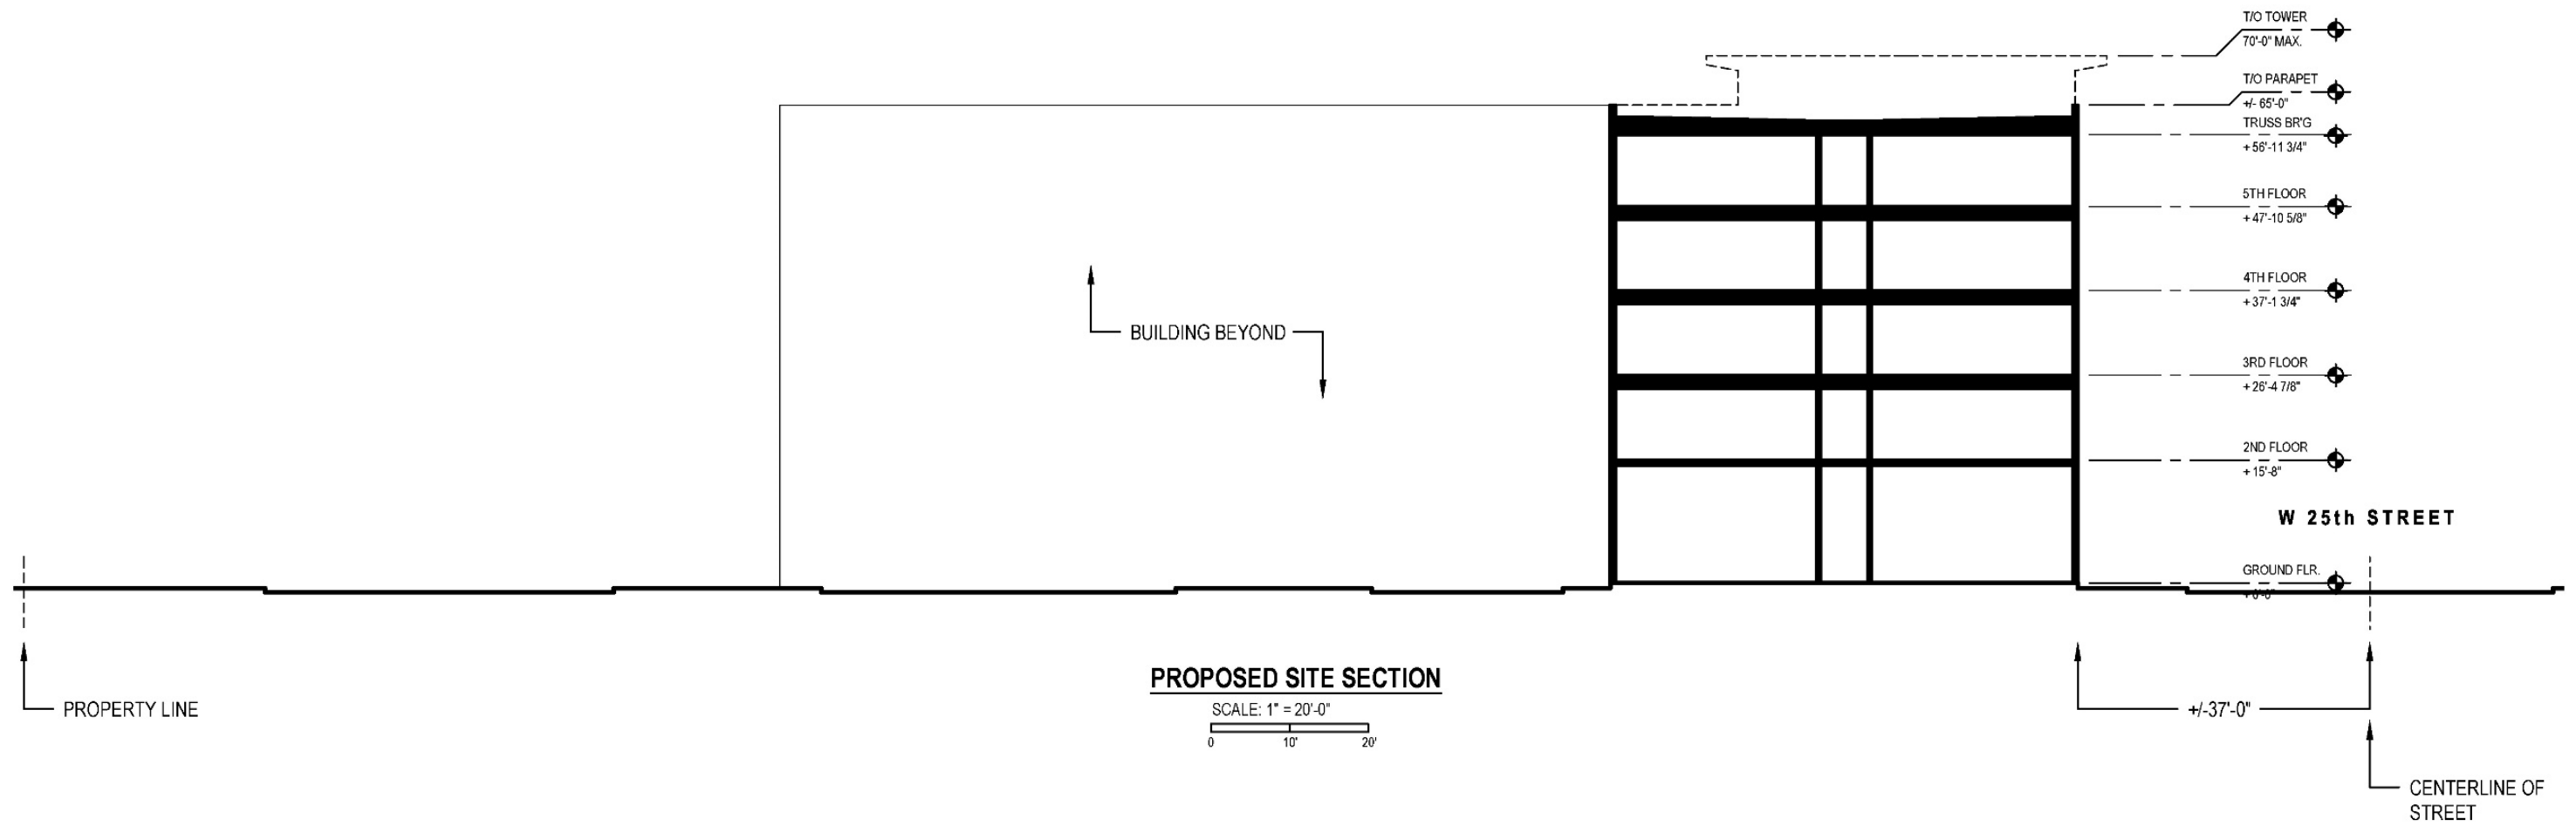 T/O TOWER
70'-0" MAX.
T/O PARAPET
+/- 65'-0"
TRUSS BR'G
+ 56'-11 3/4"
5TH FLOOR
+ 47'-10 5/8"
4TH FLOOR
+ 37'-1 3/4"
BUILDING BEYOND
3RD FLOOR
+ 26'-4 7/8"
2ND FLOOR
+ 15'-8"
W 25th STREET
GROUND FLR.
+ 0'-0"
PROPOSED SITE SECTION
SCALE: 1" = 20'-0"
0 10' 20'
PROPERTY LINE
+/-37'-0"
CENTERLINE OF
STREET